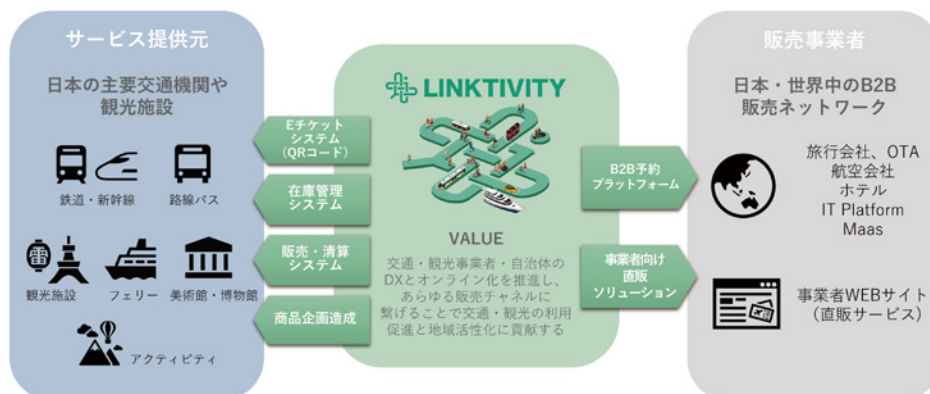 サービス提供元
日本の主要交通機関や
観光施設
鉄道・新幹線
路線バス
雷
観光施設
フェリー
美術館・博物館
アクティビティ
Eチケット
システム
(QRコード)
在庫管理
システム
販売・清算
システム
商品企画造成
LINKTIVITY
VALUE
交通・観光事業者・自治体の
DXとオンライン化を推進し、
あらゆる販売チャネルに
繋げることで交通・観光の利用
促進と地域活性化に貢献する
B2B予約
プラットフォーム
事業者向け
直販
ソリューション
販売事業者
日本・世界中のB2B
販売ネットワーク
旅行会社、OTA
航空会社
ホテル
IT Platform
Maas
事業者WEBサイト
(直販サービス)